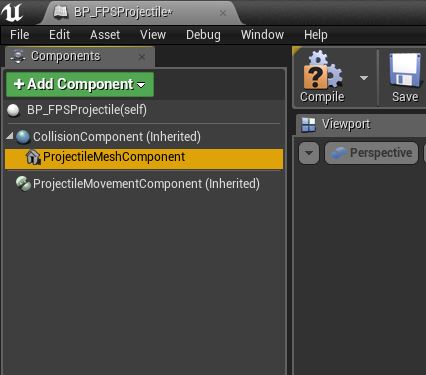 BP_FPSProjectile*
File Edit Asset View Debug Window Help
Components
+ Add Component
Compile
Save
BP_FPSProjectile(self)
Viewport
CollisionComponent (Inherited)
Perspective
ProjectileMeshComponent
ProjectileMovementComponent (Inherited)